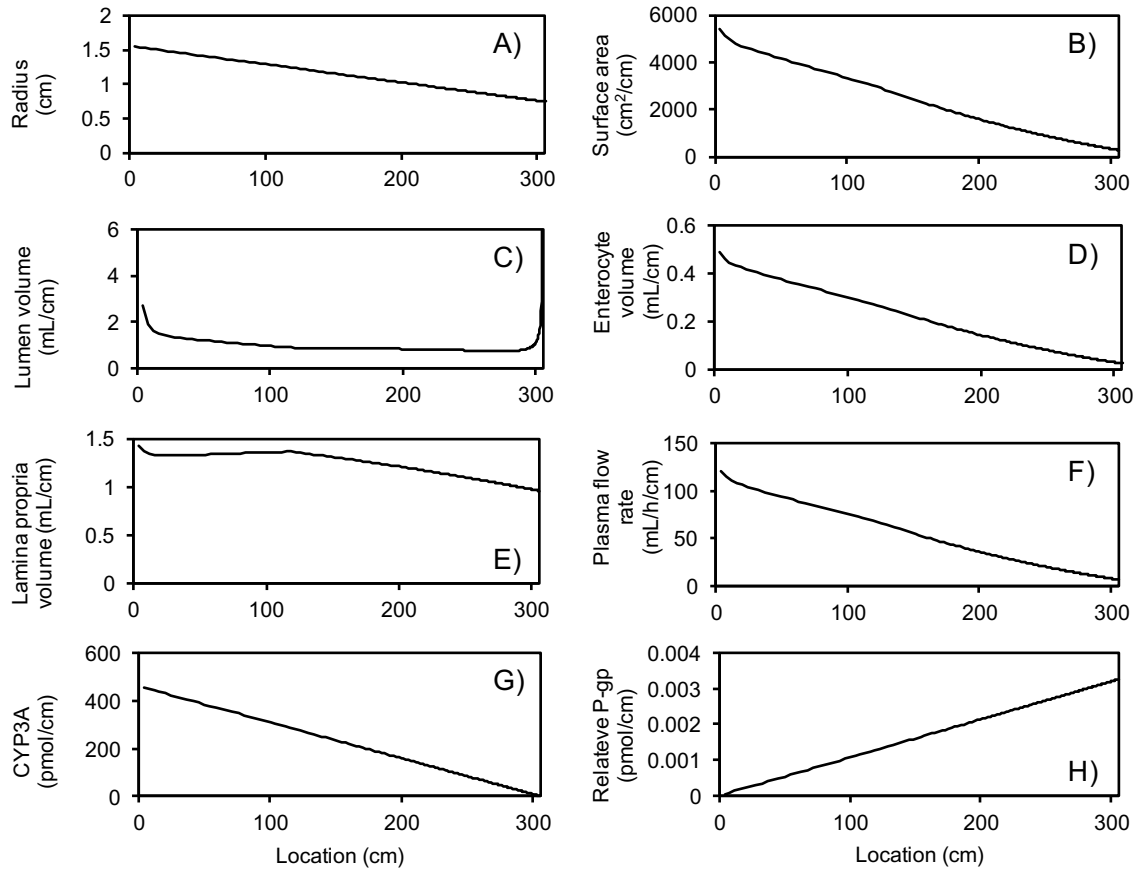 A)
Radius
(cm)
2
1.5
1
0.5
0
0
100
200
300
B)
Surface area
(cm²/cm)
6000
4000
2000
0
0
100
200
300
C)
Lumen volume
(mL/cm)
6
4
2
0
0
100
200
300
D)
Enterocyte
volume
(mL/cm)
0.6
0.4
0.2
0
0
100
200
300
E)
Lamina propria
volume (mL/cm)
1.5
1
0.5
0
0
100
200
300
F)
Plasma flow
rate
(mL/h/cm)
150
100
50
0
0
100
200
300
G)
CYP3A
(pmol/cm)
600
400
200
0
0
100
200
300
Location (cm)
H)
Relateve P-gp
(pmol/cm)
0.004
0.003
0.002
0.001
0
0
100
200
300
Location (cm)